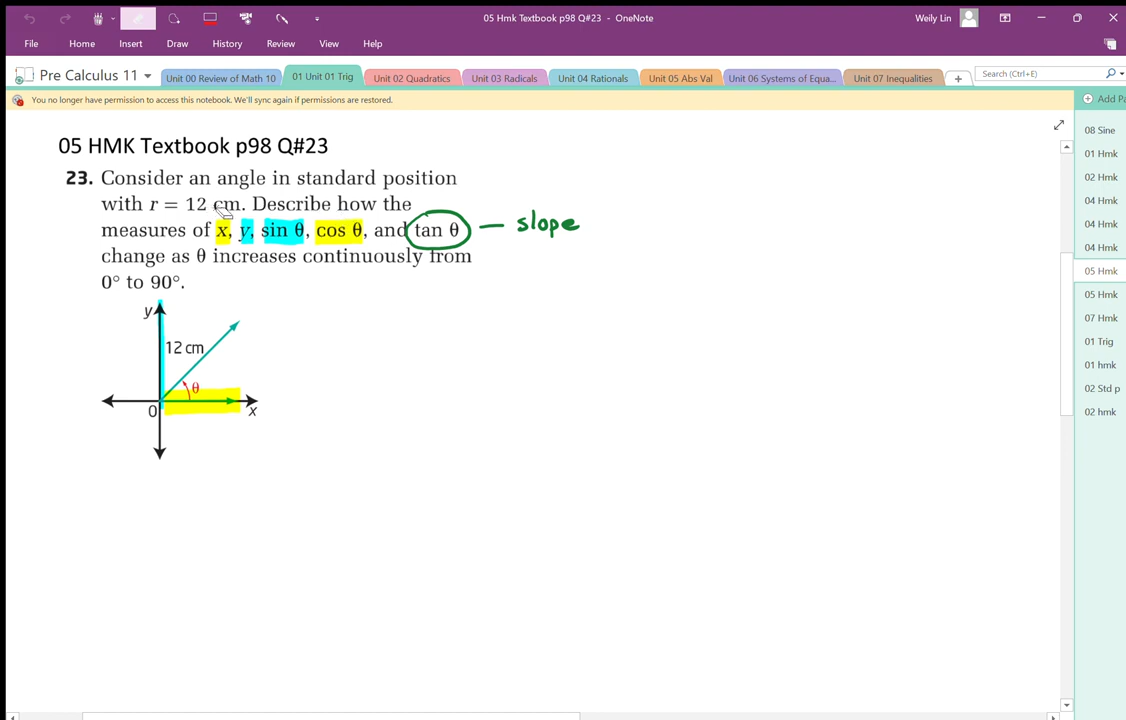 05 Hmk Textbook p98 Q#23 - OneNote
Weily Lin
File Home Insert Draw History Review View Help
Pre Calculus 11
Unit 00 Review of Math 10
01 Unit 01 Trig
Unit 02 Quadratics
Unit 03 Radicals
Unit 04 Rationals
Unit 05 Abs Val
Unit 06 Systems of Equa...
Unit 07 Inequalities
Search (Ctrl+E)
You no longer have permission to access this notebook. We'll sync again if permissions are restored.
Add Pa
05 HMK Textbook p98 Q#23
23. Consider an angle in standard position
with r = 12 cm. Describe how the
measures of x, y, sin θ, cos θ, and tan θ — slope
change as θ increases continuously from
0° to 90°.
y
12 cm
θ
0
x
08 Sine
01 Hmk
02 Hmk
04 Hmk
04 Hmk
04 Hmk
05 Hmk
05 Hmk
07 Hmk
01 Trig
01 hmk
02 Std p
02 hmk